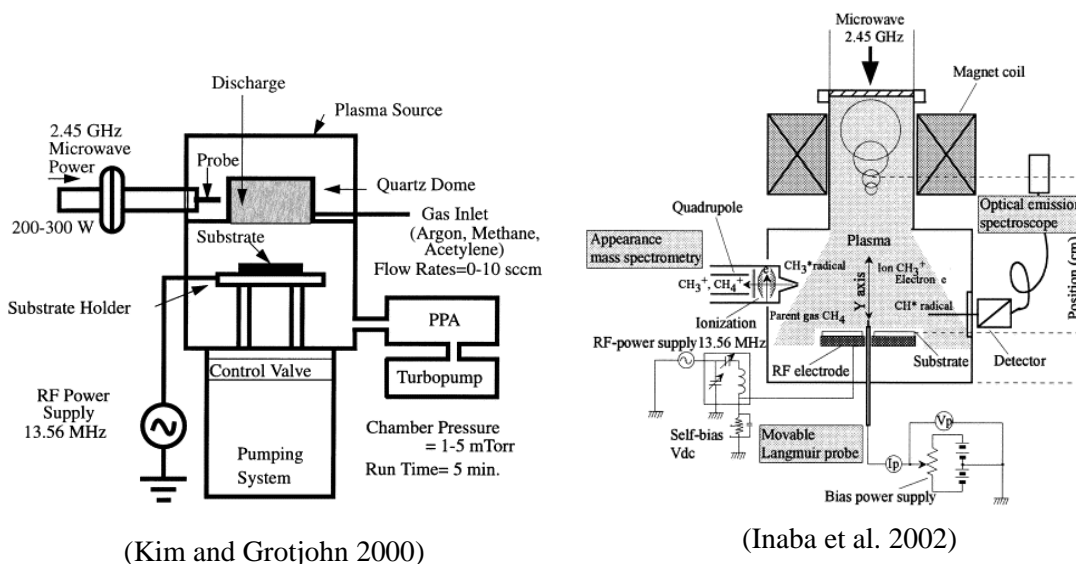 Discharge
Plasma Source
2.45 GHz
Microwave
Power
Probe
Quartz Dome
200-300 W
Gas Inlet
(Argon, Methane,
Acetylene)
Flow Rates=0-10 sccm
Substrate
Substrate Holder
PPA
Turbopump
Control Valve
RF Power
Supply
13.56 MHz
Chamber Pressure
= 1-5 mTorr
Run Time= 5 min.
Pumping
System
(Kim and Grotjohn 2000)
Microwave
2.45 GHz
Magnet coil
Optical emission
spectroscope
Quadrupole
Appearance
mass spectrometry
Plasma
CH3*radical
e
CH3+, CH4+
Ion CH3+
Electron e
Y axis
CH* radical
Position (cm)
Ionization
Parent gas CH4
RF-power supply 13.56 MHz
RF electrode
Substrate
Detector
Self-bias
Vdc
Movable
Langmuir probe
Vp
Ip
Bias power supply
(Inaba et al. 2002)